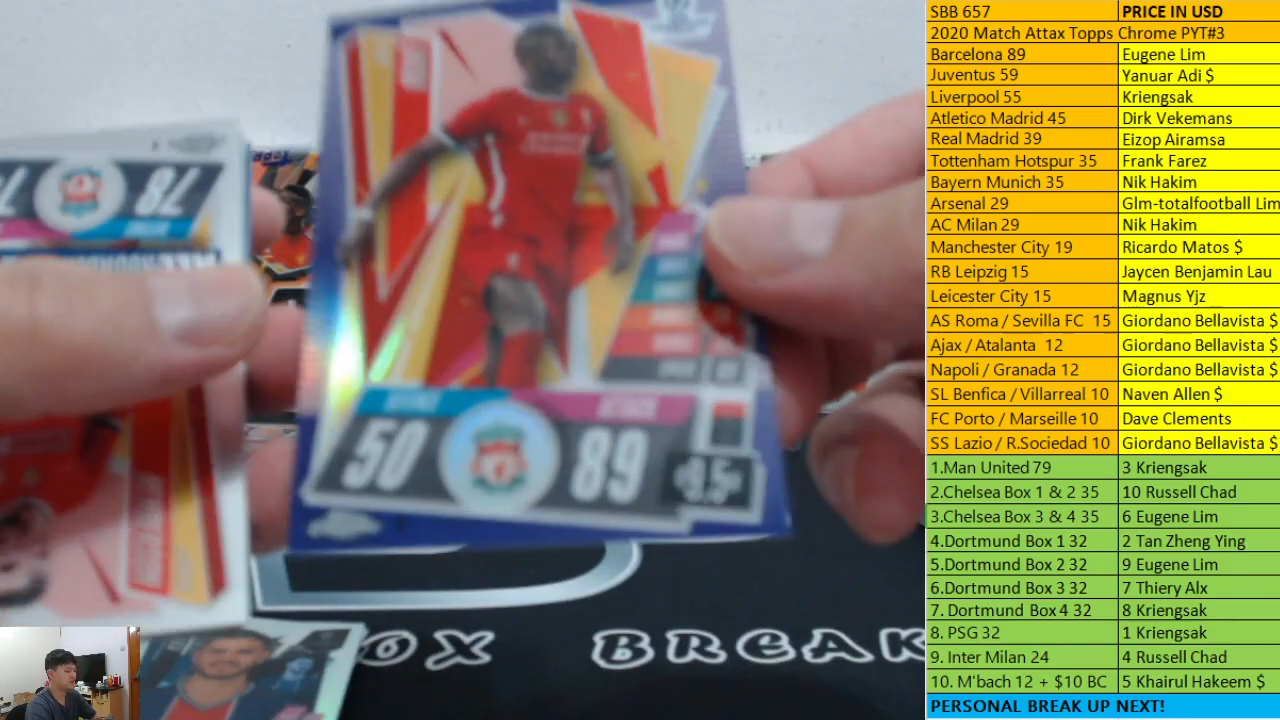 SBB 657 PRICE IN USD
2020 Match Attax Topps Chrome PYT#3
Barcelona 89 Eugene Lim
Juventus 59 Yanuar Adi $
Liverpool 55 Kriengsak
Atletico Madrid 45 Dirk Vekemans
Real Madrid 39 Eizop Airamsa
Tottenham Hotspur 35 Frank Farez
Bayern Munich 35 Nik Hakim
Arsenal 29 Glm-totalfootball Lim
AC Milan 29 Nik Hakim
Manchester City 19 Ricardo Matos $
RB Leipzig 15 Jaycen Benjamin Lau
Leicester City 15 Magnus Yjz
AS Roma / Sevilla FC 15 Giordano Bellavista $
Ajax / Atalanta 12 Giordano Bellavista $
Napoli / Granada 12 Giordano Bellavista $
SL Benfica / Villarreal 10 Naven Allen $
FC Porto / Marseille 10 Dave Clements
SS Lazio / R.Sociedad 10 Giordano Bellavista $
1.Man United 79 3 Kriengsak
2.Chelsea Box 1 & 2 35 10 Russell Chad
3.Chelsea Box 3 & 4 35 6 Eugene Lim
4.Dortmund Box 1 32 2 Tan Zheng Ying
5.Dortmund Box 2 32 9 Eugene Lim
6.Dortmund Box 3 32 7 Thiery Alx
7. Dortmund Box 4 32 8 Kriengsak
8. PSG 32 1 Kriengsak
9. Inter Milan 24 4 Russell Chad
10. M'bach 12 + $10 BC 5 Khairul Hakeem $
PERSONAL BREAK UP NEXT!
78
DEFENCE ATTACK
50 89
9.5M
OX BREAK